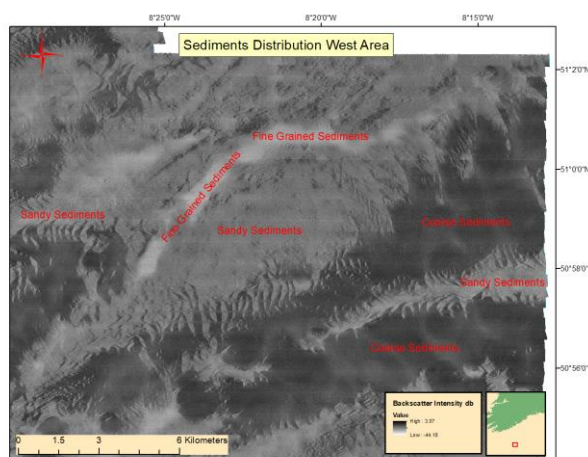 8°25'0"W 8°20'0"W 8°15'0"W
Sediments Distribution West Area
51°2'0"N
Fine Grained Sediments
51°0'0"N
Fine Grained Sediments
Sandy Sediments
Sandy Sediments
Coarse Sediments
50°58'0"N
Sandy Sediments
Coarse Sediments
50°56'0"N
Backscatter Intensity db
Value
High : 3.87
Low : -44.18
0 1.5 3 6 Kilometers